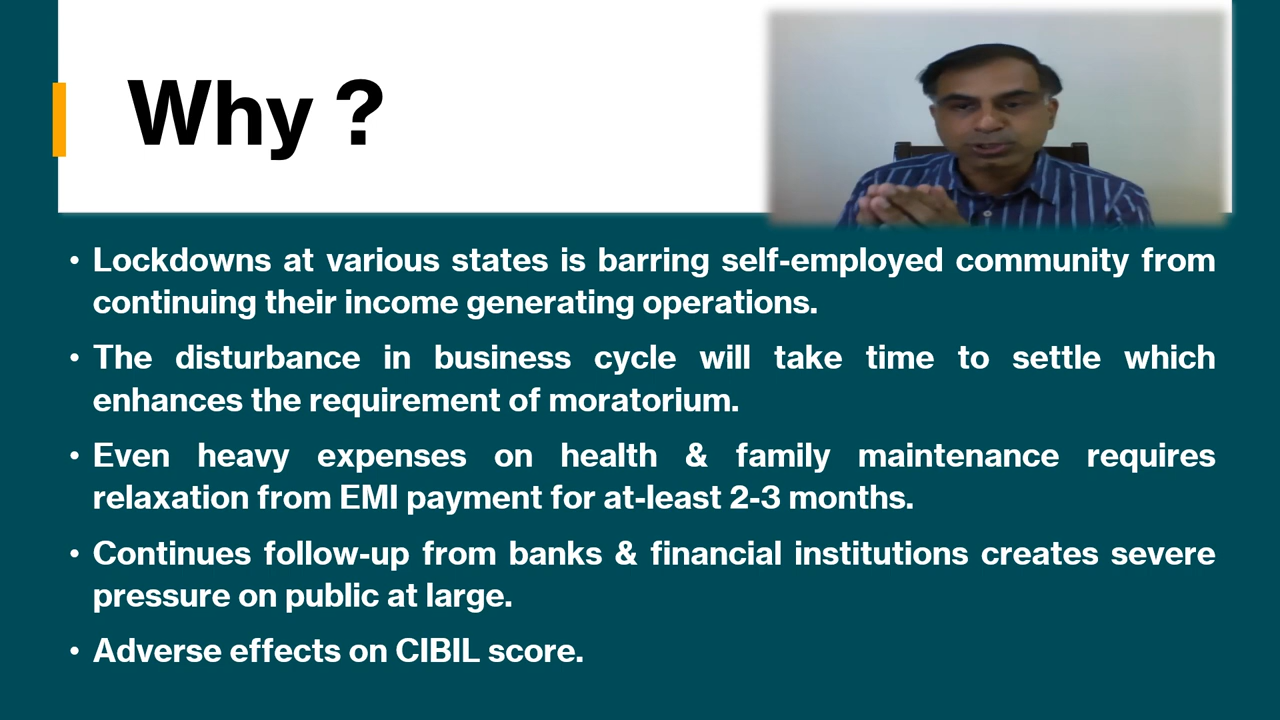 Why ?
• Lockdowns at various states is barring self-employed community from
continuing their income generating operations.
• The disturbance in business cycle will take time to settle which
enhances the requirement of moratorium.
• Even heavy expenses on health & family maintenance requires
relaxation from EMI payment for at-least 2-3 months.
• Continues follow-up from banks & financial institutions creates severe
pressure on public at large.
• Adverse effects on CIBIL score.